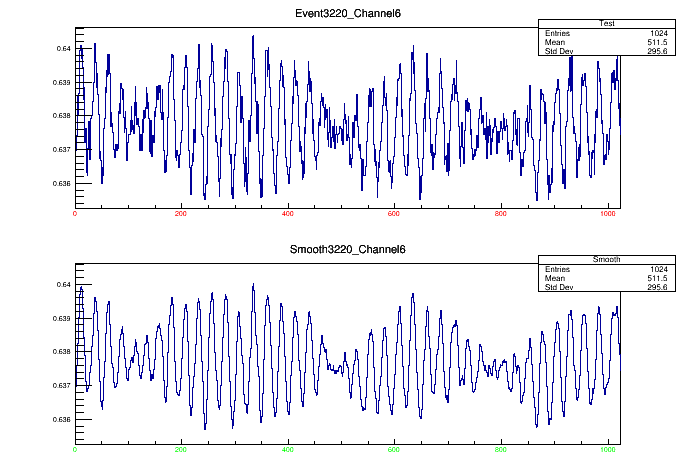 Event3220_Channel6
Test
Entries 1024
Mean 511.5
Std Dev 295.6
0.64
0.639
0.638
0.637
0.636
0 200 400 600 800 1000
Smooth3220_Channel6
Smooth
Entries 1024
Mean 511.5
Std Dev 295.6
0.64
0.639
0.638
0.637
0.636
0 200 400 600 800 1000